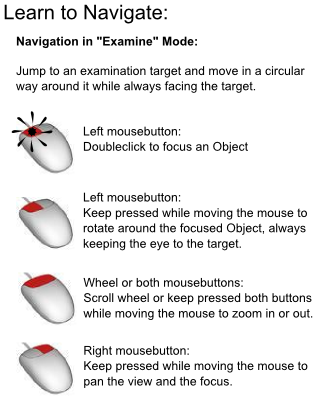 Learn to Navigate:
Navigation in "Examine" Mode:
Jump to an examination target and move in a circular
way around it while always facing the target.
Left mousebutton:
Doubleclick to focus an Object
Left mousebutton:
Keep pressed while moving the mouse to
rotate around the focused Object, always
keeping the eye to the target.
Wheel or both mousebuttons:
Scroll wheel or keep pressed both buttons
while moving the mouse to zoom in or out.
Right mousebutton:
Keep pressed while moving the mouse to
pan the view and the focus.